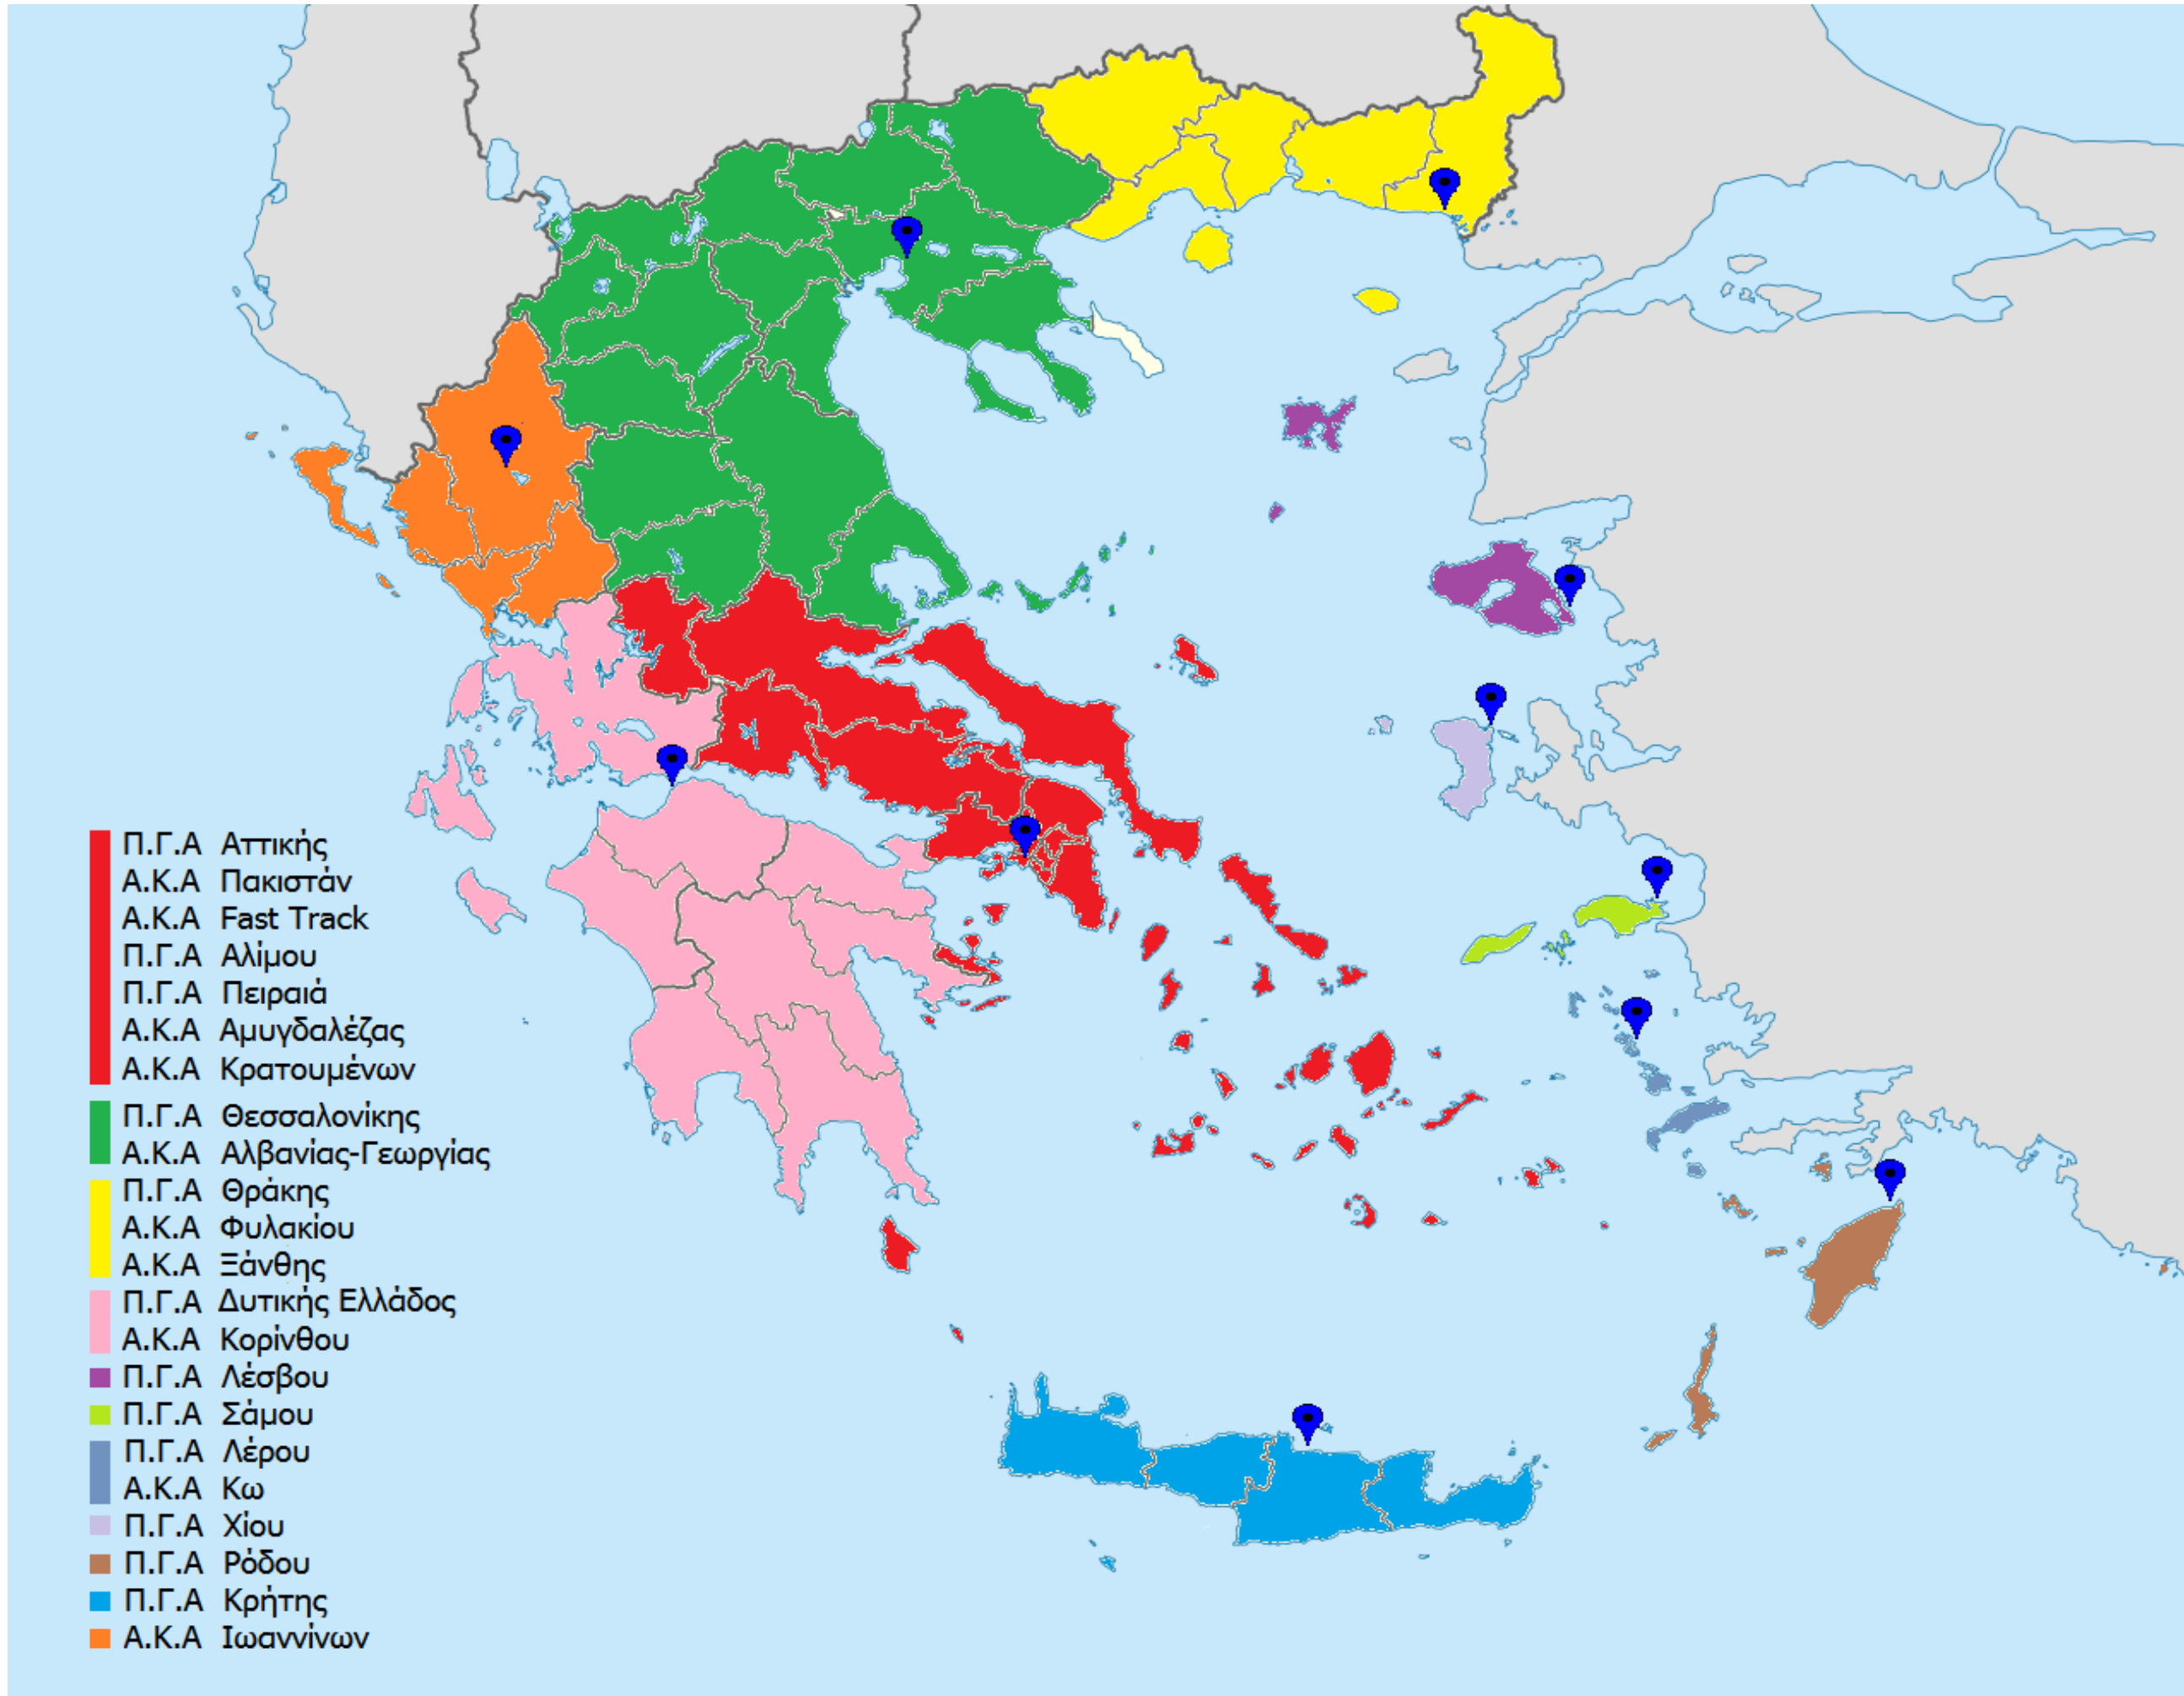 Π.Γ.Α Αττικής
Α.Κ.Α Πακιστάν
Α.Κ.Α Fast Track
Π.Γ.Α Αλίμου
Π.Γ.Α Πειραιά
Α.Κ.Α Αμυγδαλέζας
Α.Κ.Α Κρατουμένων
Π.Γ.Α Θεσσαλονίκης
Α.Κ.Α Αλβανίας-Γεωργίας
Π.Γ.Α Θράκης
Α.Κ.Α Φυλακίου
Α.Κ.Α Ξάνθης
Π.Γ.Α Δυτικής Ελλάδος
Α.Κ.Α Κορίνθου
Π.Γ.Α Λέσβου
Π.Γ.Α Σάμου
Π.Γ.Α Λέρου
Α.Κ.Α Κω
Π.Γ.Α Χίου
Π.Γ.Α Ρόδου
Π.Γ.Α Κρήτης
Α.Κ.Α Ιωαννίνων